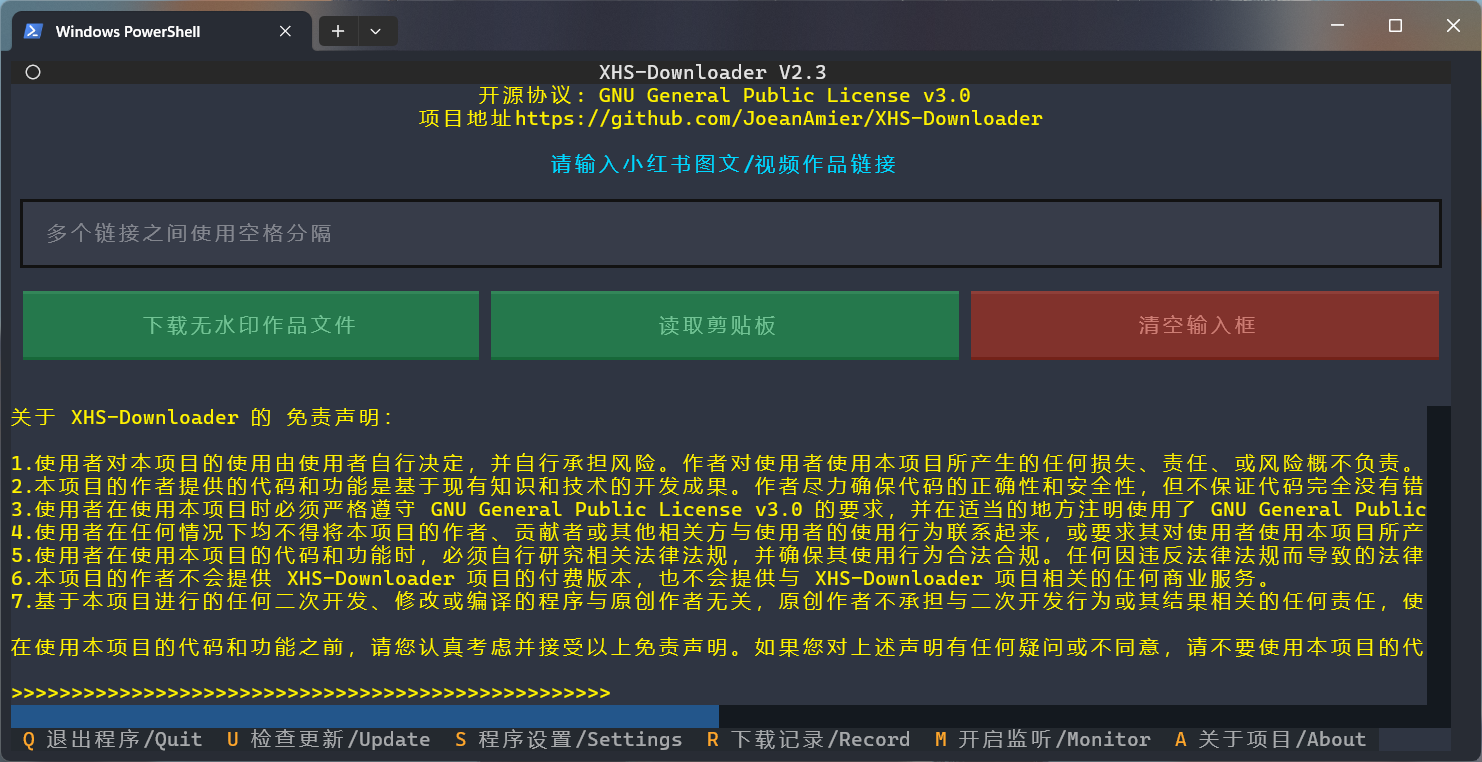 Windows PowerShell
XHS-Downloader V2.3
开源协议: GNU General Public License v3.0
项目地址https://github.com/JoeanAmier/XHS-Downloader
请输入小红书图文/视频作品链接
多个链接之间使用空格分隔
下载无水印作品文件 读取剪贴板 清空输入框
关于 XHS-Downloader 的 免责声明:
1.使用者对本项目的使用由使用者自行决定，并自行承担风险。作者对使用者使用本项目所产生的任何损失、责任、或风险概不负责。
2.本项目的作者提供的代码和功能是基于现有知识和技术的开发成果。作者尽力确保代码的正确性和安全性，但不保证代码完全没有错
3.使用者在使用本项目时必须严格遵守 GNU General Public License v3.0 的要求，并在适当的地方注明使用了 GNU General Public
4.使用者在任何情况下均不得将本项目的作者、贡献者或其他相关方与使用者的使用行为联系起来，或要求其对使用者使用本项目所产
5.使用者在使用本项目的代码和功能时，必须自行研究相关法律法规，并确保其使用行为合法合规。任何因违反法律法规而导致的法律
6.本项目的作者不会提供 XHS-Downloader 项目的付费版本，也不会提供与 XHS-Downloader 项目相关的任何商业服务。
7.基于本项目进行的任何二次开发、修改或编译的程序与原创作者无关，原创作者不承担与二次开发行为或其结果相关的任何责任，使
在使用本项目的代码和功能之前，请您认真考虑并接受以上免责声明。如果您对上述声明有任何疑问或不同意，请不要使用本项目的代
>>>>>>>>>>>>>>>>>>>>>>>>>>>>>>>>>>>>>>>>>>>>>>>>>>
Q 退出程序/Quit U 检查更新/Update S 程序设置/Settings R 下载记录/Record M 开启监听/Monitor A 关于项目/About